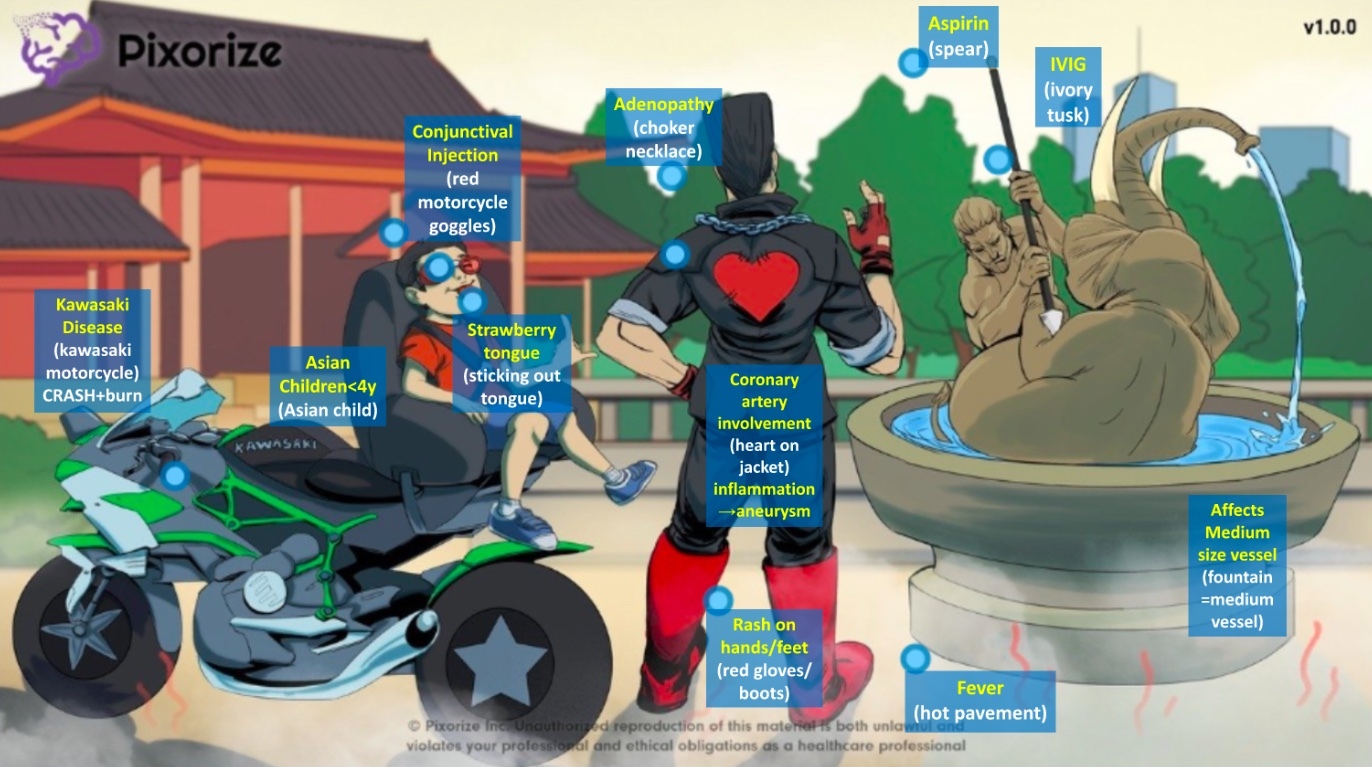 Pixorize
v1.0.0
Aspirin
(spear)
IVIG
(ivory
tusk)
Adenopathy
(choker
necklace)
Conjunctival
Injection
(red
motorcycle
goggles)
Kawasaki
Disease
(kawasaki
motorcycle)
CRASH+burn
Asian
Children<4y
(Asian child)
Strawberry
tongue
(sticking out
tongue)
KAWASAKI
Coronary
artery
involvement
(heart on
jacket)
inflammation
→aneurysm
Affects
Medium
size vessel
(fountain
=medium
vessel)
Rash on
hands/feet
(red gloves/
boots)
Fever
(hot pavement)
© Pixorize Inc. Unauthorized reproduction of this material is both unlawful and
violates your professional and ethical obligations as a healthcare professional